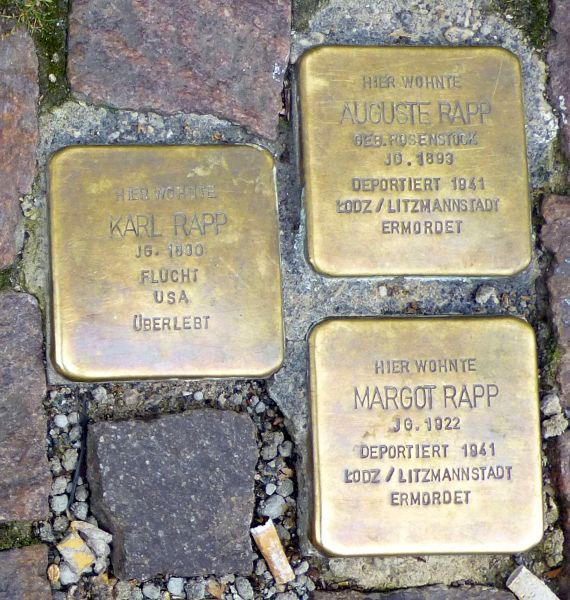 HIER WOHNTE
KARL RAPP
JG. 1890
FLUCHT
USA
ÜBERLEBT
HIER WOHNTE
AUGUSTE RAPP
GEB. ROSENSTOCK
JG. 1893
DEPORTIERT 1941
ŁODZ / LITZMANNSTADT
ERMORDET
HIER WOHNTE
MARGOT RAPP
JG. 1922
DEPORTIERT 1941
ŁODZ / LITZMANNSTADT
ERMORDET